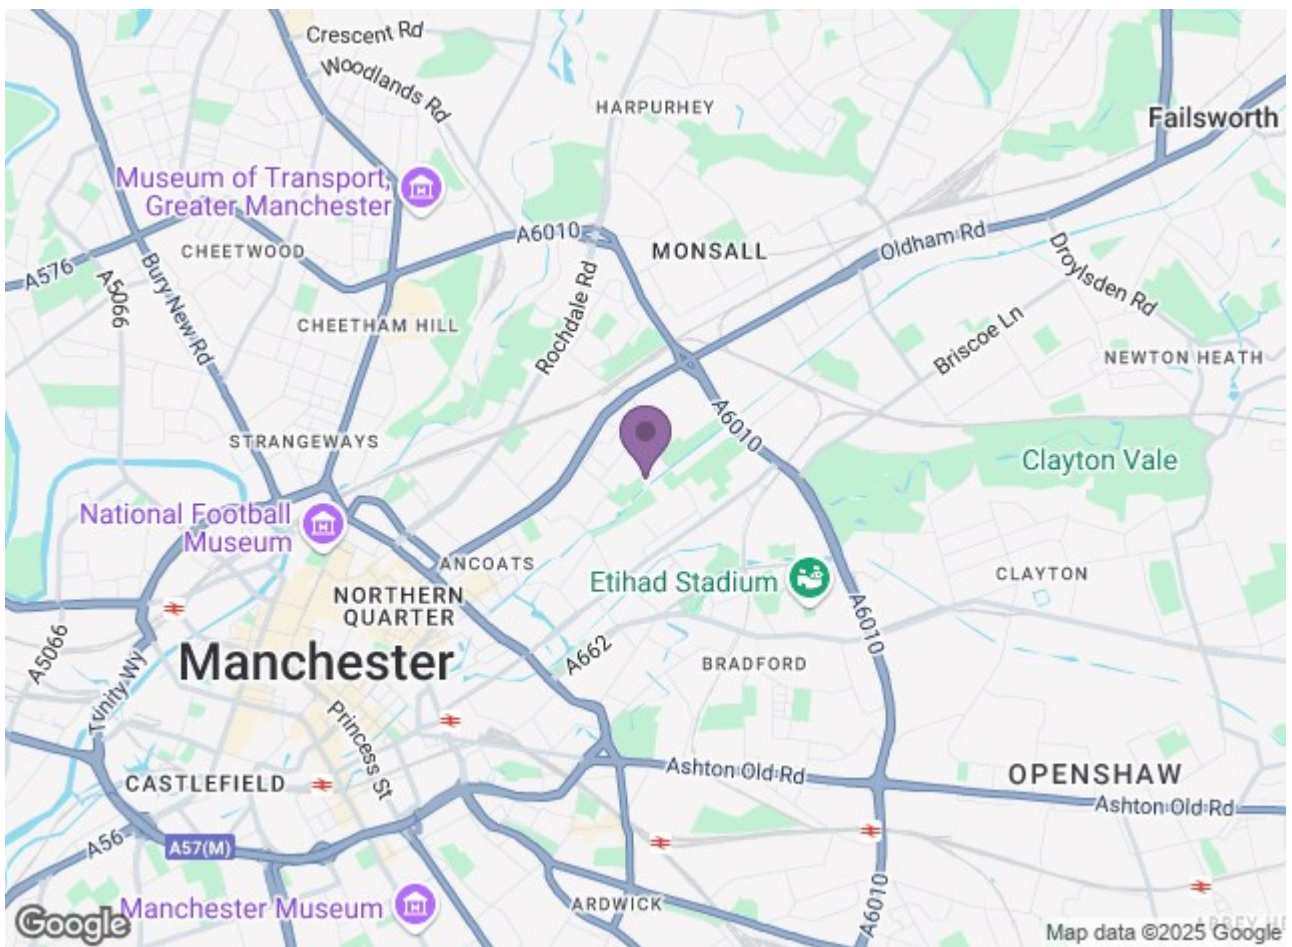 Crescent Rd
Woodlands Rd
HARPURHEY
Failsworth
Museum of Transport,
Greater Manchester
A6010
MONSALL
Oldham Rd
CHEETWOOD
A576
A5066
Bury New Rd
Droylsden Rd
Rochdale Rd
CHEETHAM HILL
Briscoe Ln
NEWTON HEATH
A6010
STRANGEWAYS
Clayton Vale
National Football
Museum
ANCOATS
Etihad Stadium
CLAYTON
NORTHERN
QUARTER
A6010
A5066
Manchester
A662
BRADFORD
Trinity Wy
Princess St
CASTLEFIELD
Ashton Old Rd
OPENSHAW
Ashton Old Rd
A56
A57(M)
Manchester Museum
ARDWICK
A6010
Google
Map data ©2025 Google